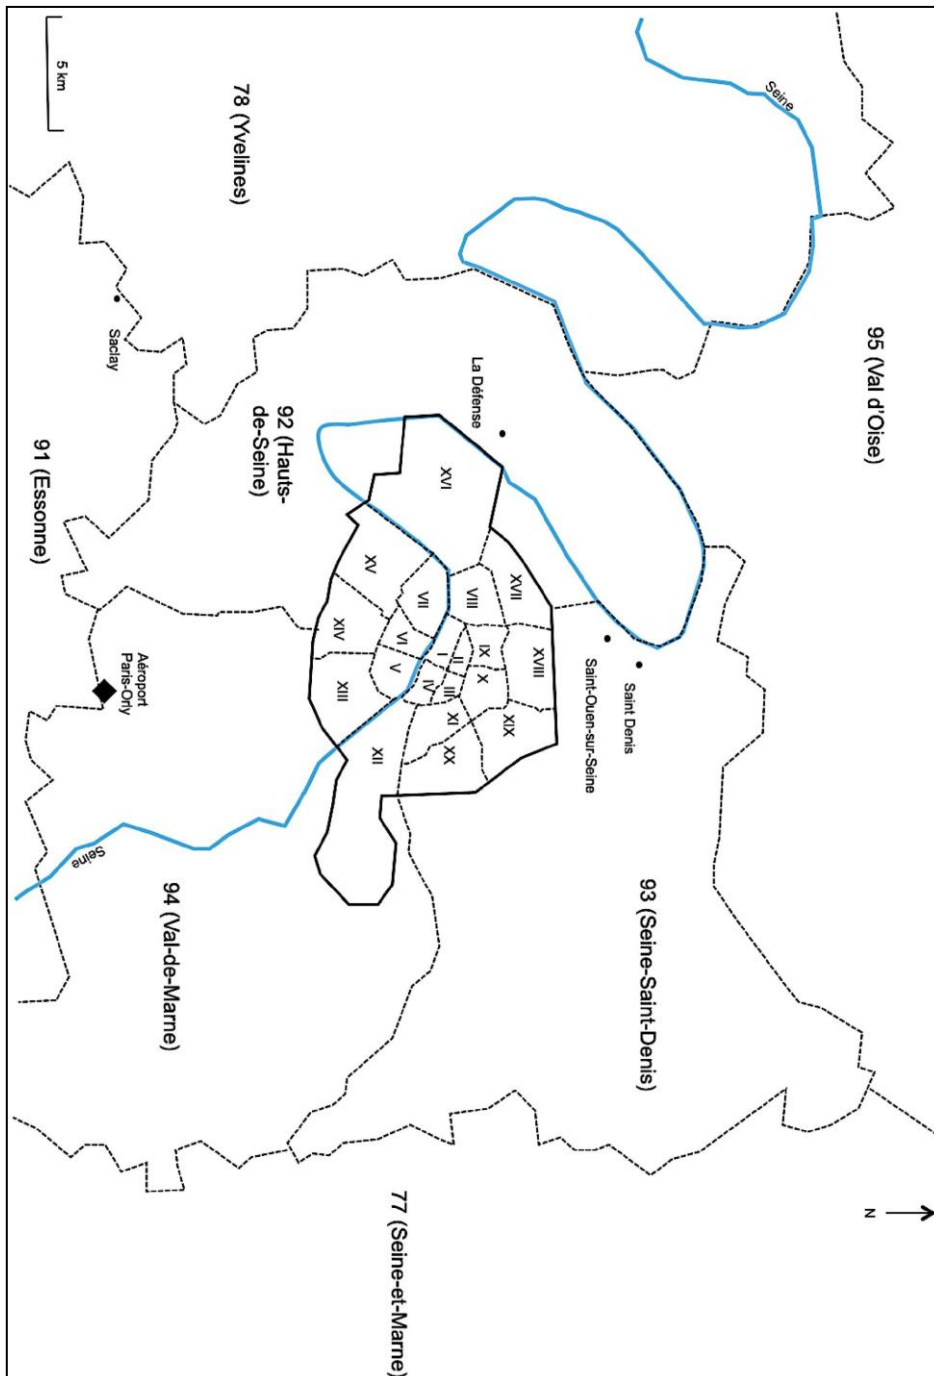 95 (Val d'Oise)
Seine
N
78 (Yvelines)
93 (Seine-Saint-Denis)
Saint Denis
Saint-Ouen-sur-Seine
La Défense
XVII
XVIII
XIX
VIII
IX
X
II
III
I
XI
XX
XVI
VII
IV
VI
V
XV
XIV
XIII
XII
77 (Seine-et-Marne)
92 (Hauts-
de-Seine)
94 (Val-de-Marne)
Saclay
Aéroport
Paris-Orly
Seine
91 (Essonne)
5 km